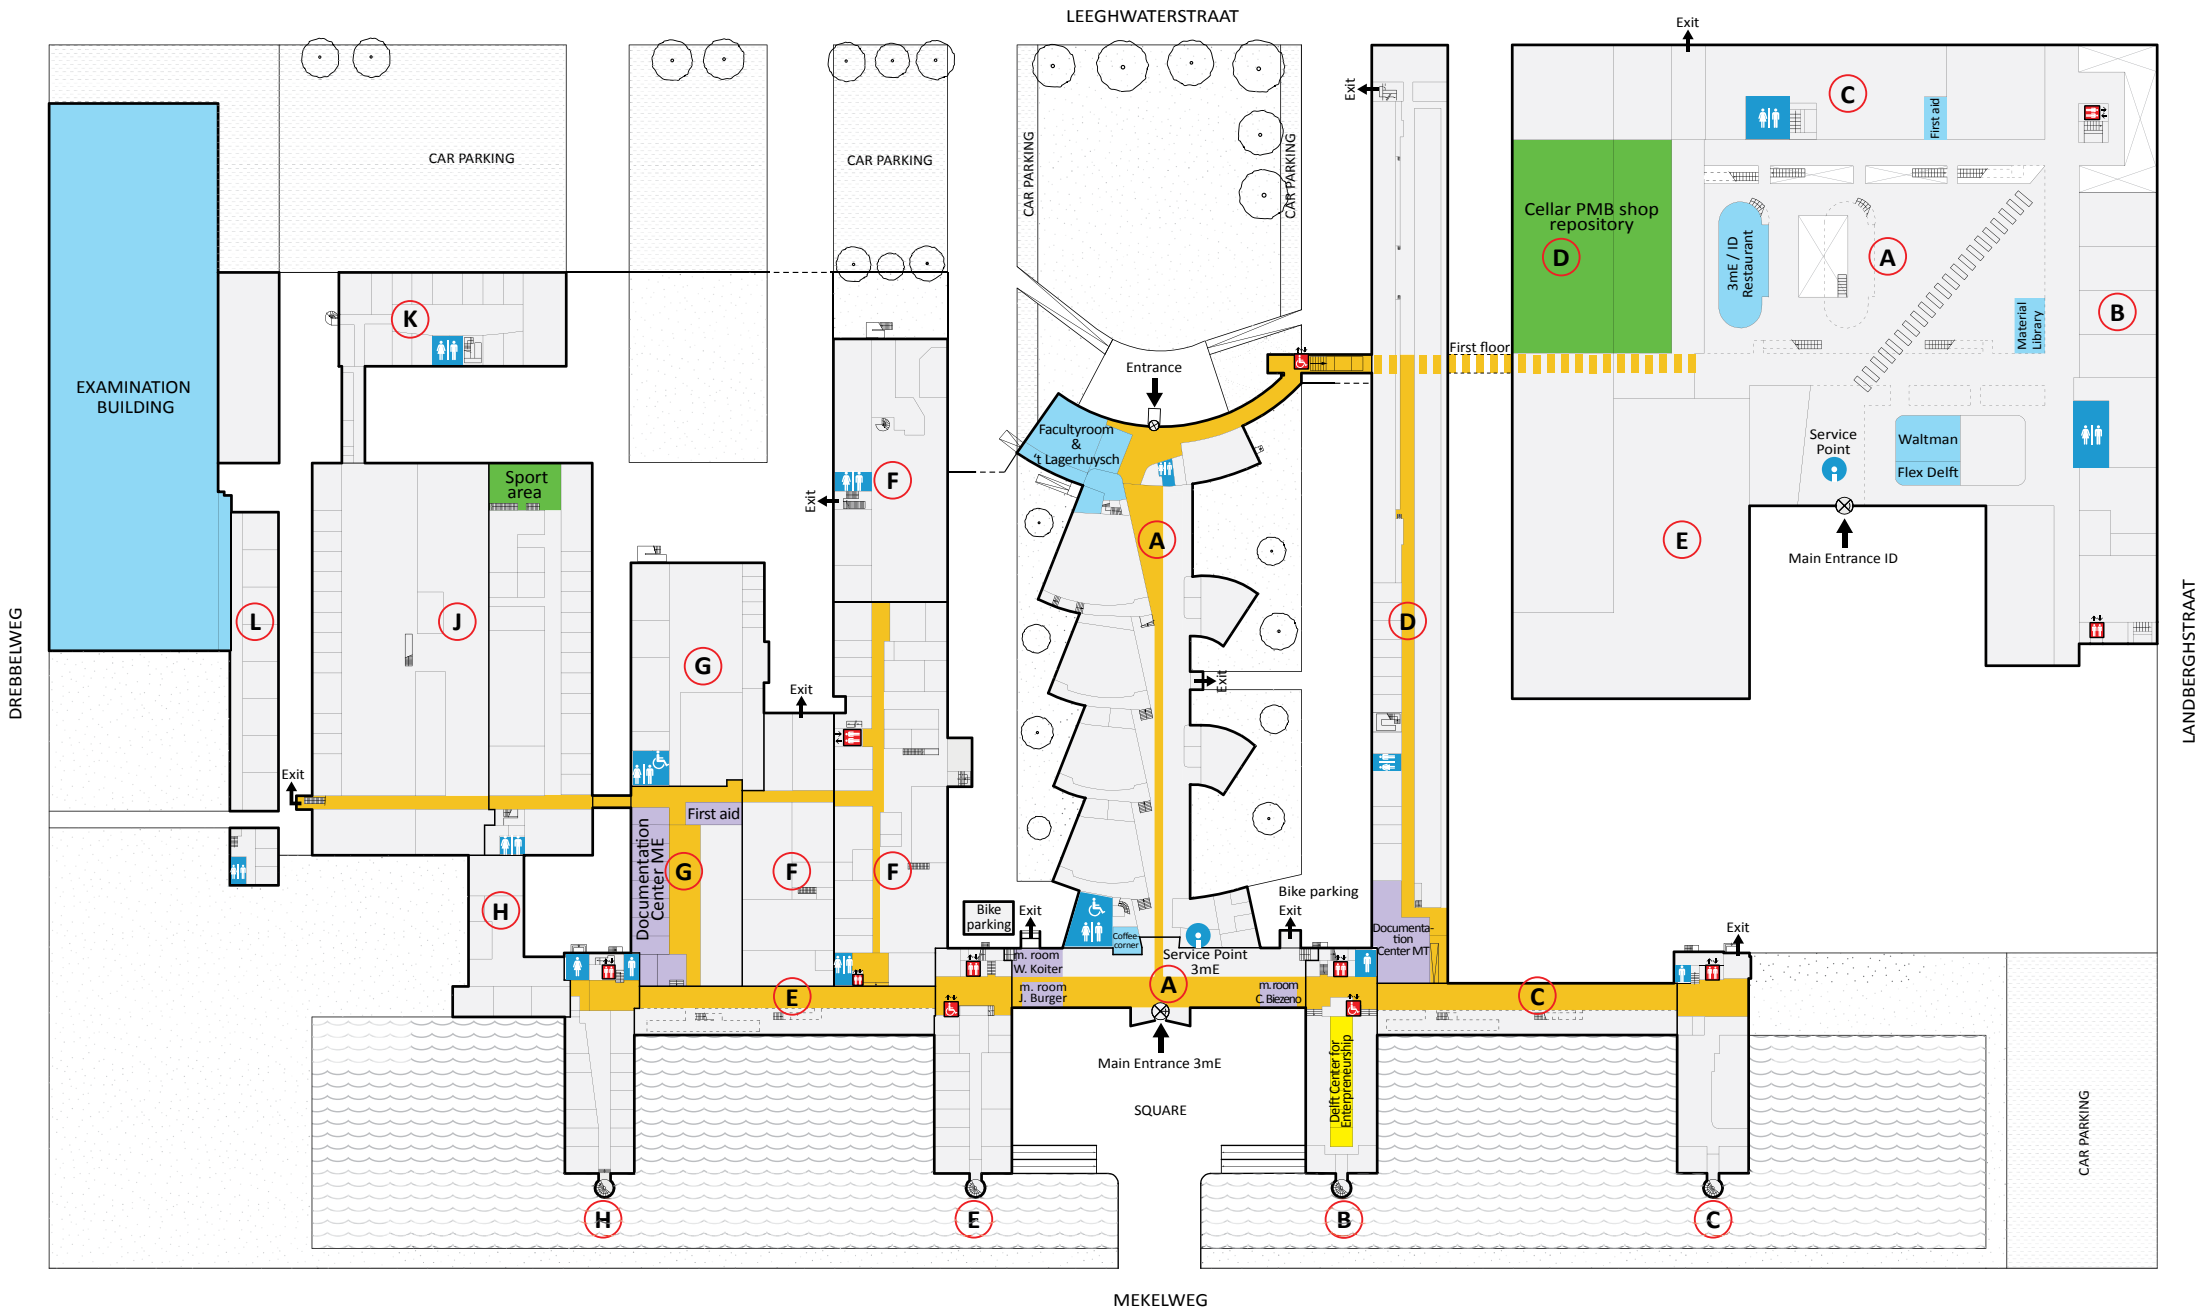 LEEGHWATERSTRAAT
Exit
Exit
C
First aid
CAR PARKING
CAR PARKING
CAR PARKING
CAR PARKING
Cellar PMB shop
repository
D
3mE / ID
Restaurant
A
K
Material
Library
B
First floor
Entrance
EXAMINATION
BUILDING
Facultyroom
&
't Lagerhuysch
Service
Point
Waltman
Flex Delft
Sport
area
F
Exit
A
E
Main Entrance ID
DREBBELWEG
L
J
D
G
Exit
Exit
LANDBERGHSTRAAT
Exit
First aid
Documentation
Center ME
G
F
F
H
Bike
parking
Exit
Bike parking
Exit
Exit
Coffee
corner
Documenta-
tion
Center MT
m. room
W. Koiter
Service Point
3mE
m. room
J. Burger
A
m.room
C. Biezeno
E
C
Main Entrance 3mE
Delft Center for
Enterpreneurship
SQUARE
CAR PARKING
H
E
B
C
MEKELWEG